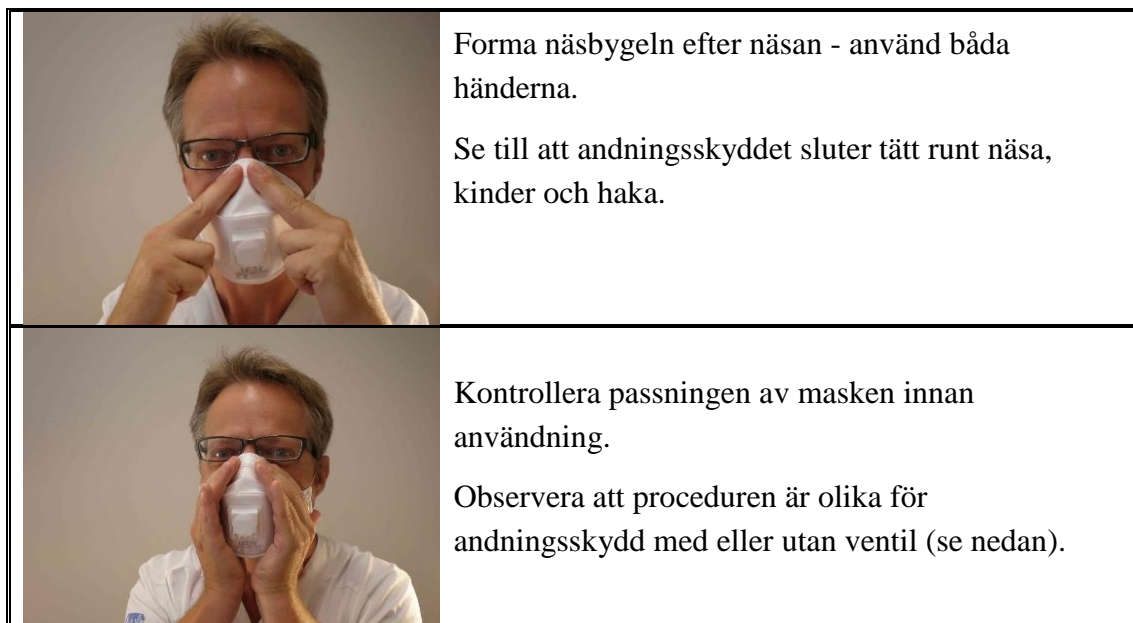 Forma näsbygeln efter näsan - använd båda
händerna.
Se till att andningsskyddet sluter tätt runt näsa,
kinder och haka.
Kontrollera passningen av masken innan
användning.
Observera att proceduren är olika för
andningsskydd med eller utan ventil (se nedan).